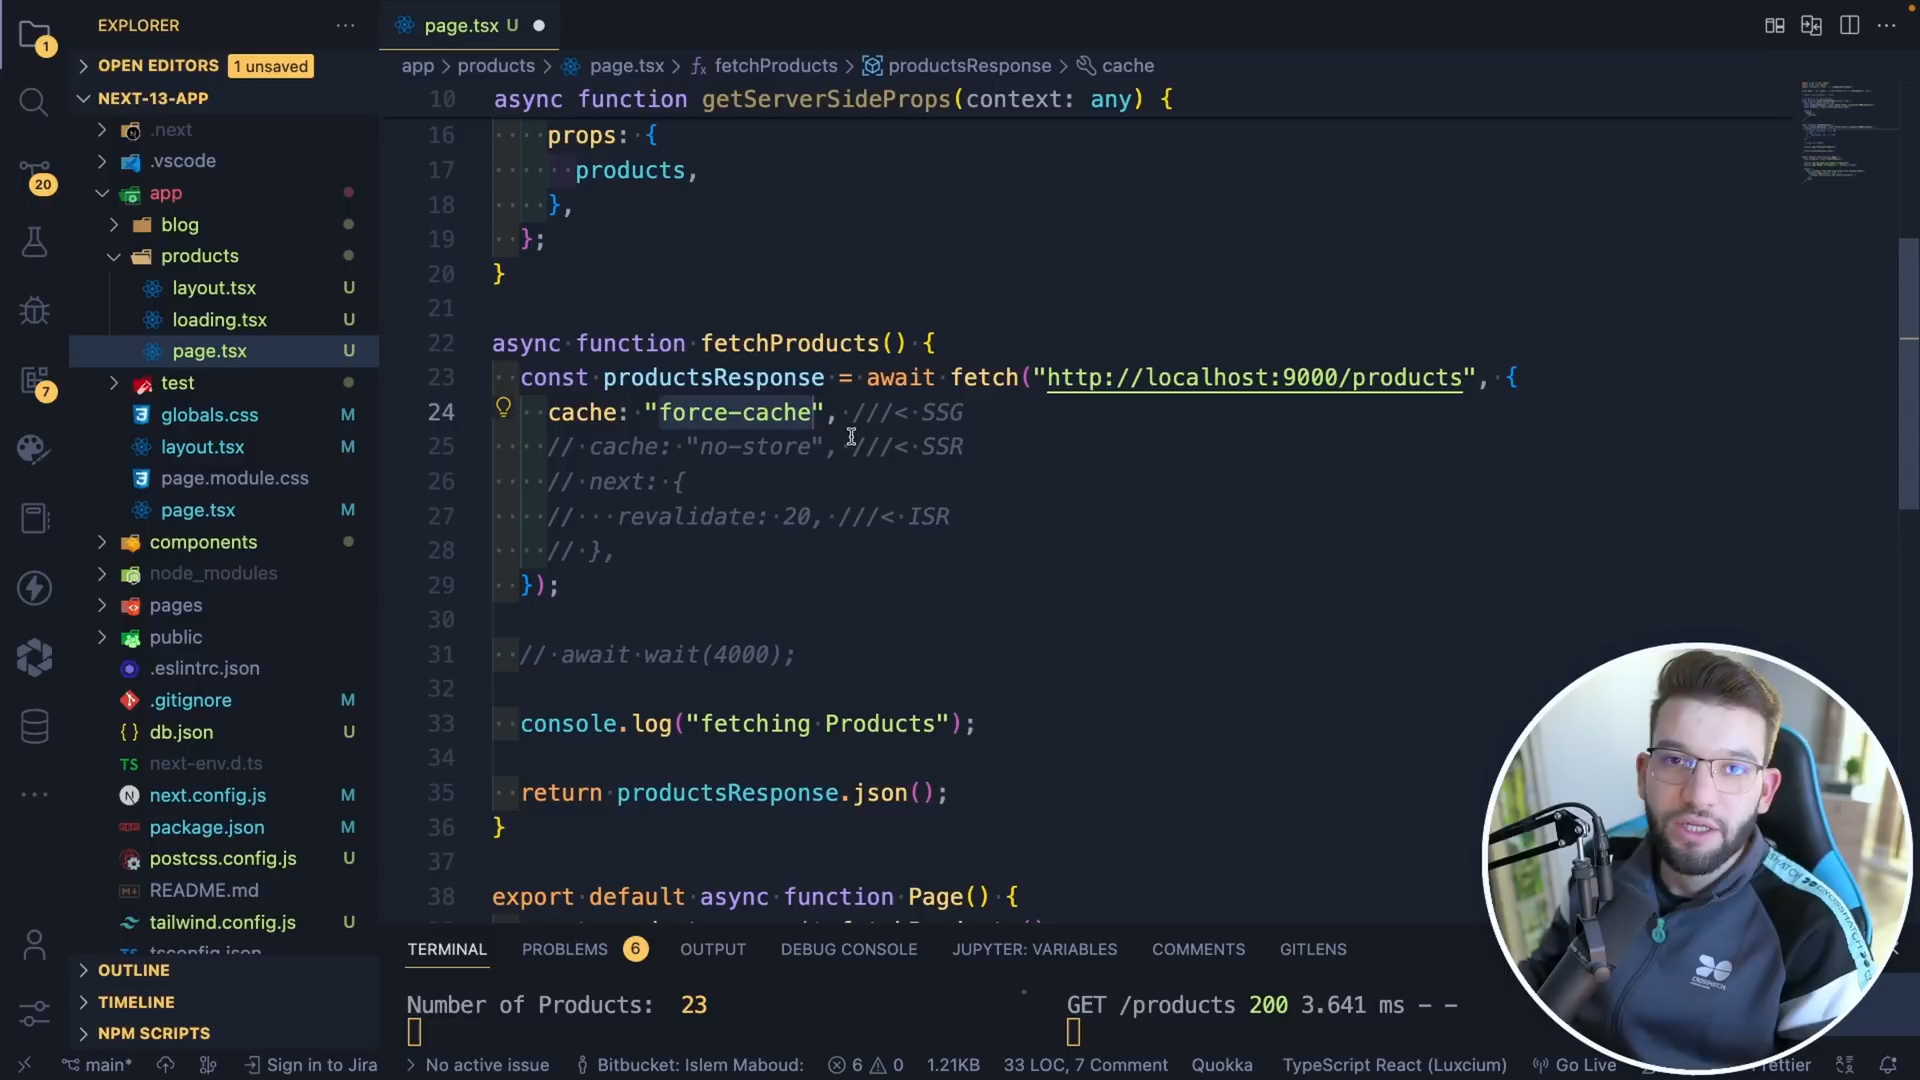 EXPLORER
OPEN EDITORS 1 unsaved
NEXT-13-APP
.next
.vscode
app
blog
products
layout.tsx U
loading.tsx U
page.tsx U
test
globals.css M
layout.tsx M
page.module.css
page.tsx M
components
node_modules
pages
public
.eslintrc.json
.gitignore M
db.json U
next-env.d.ts
next.config.js M
package.json M
postcss.config.js U
README.md
tailwind.config.js U
tsconfig.json
OUTLINE
TIMELINE
NPM SCRIPTS
1
20
7
page.tsx U
app > products > page.tsx > fetchProducts > productsResponse > cache
10 async function getServerSideProps(context: any) {
16 props: {
17 products,
18 },
19 };
20 }
21
22 async function fetchProducts() {
23 const productsResponse = await fetch("http://localhost:9000/products", {
24 cache: "force-cache", ///< SSG
25 // cache: "no-store", ///< SSR
26 // next: {
27 // revalidate: 20, ///< ISR
28 // },
29 });
30
31 // await wait(4000);
32
33 console.log("fetching Products");
34
35 return productsResponse.json();
36 }
37
38 export default async function Page() {
TERMINAL PROBLEMS 6 OUTPUT DEBUG CONSOLE JUPYTER: VARIABLES COMMENTS GITLENS
Number of Products: 23
GET /products 200 3.641 ms - -
CROSSHATCH
main* Sign in to Jira No active issue Bitbucket: Islem Maboud: 6 0 1.21KB 33 LOC, 7 Comment Quokka TypeScript React (Luxcium) Go Live